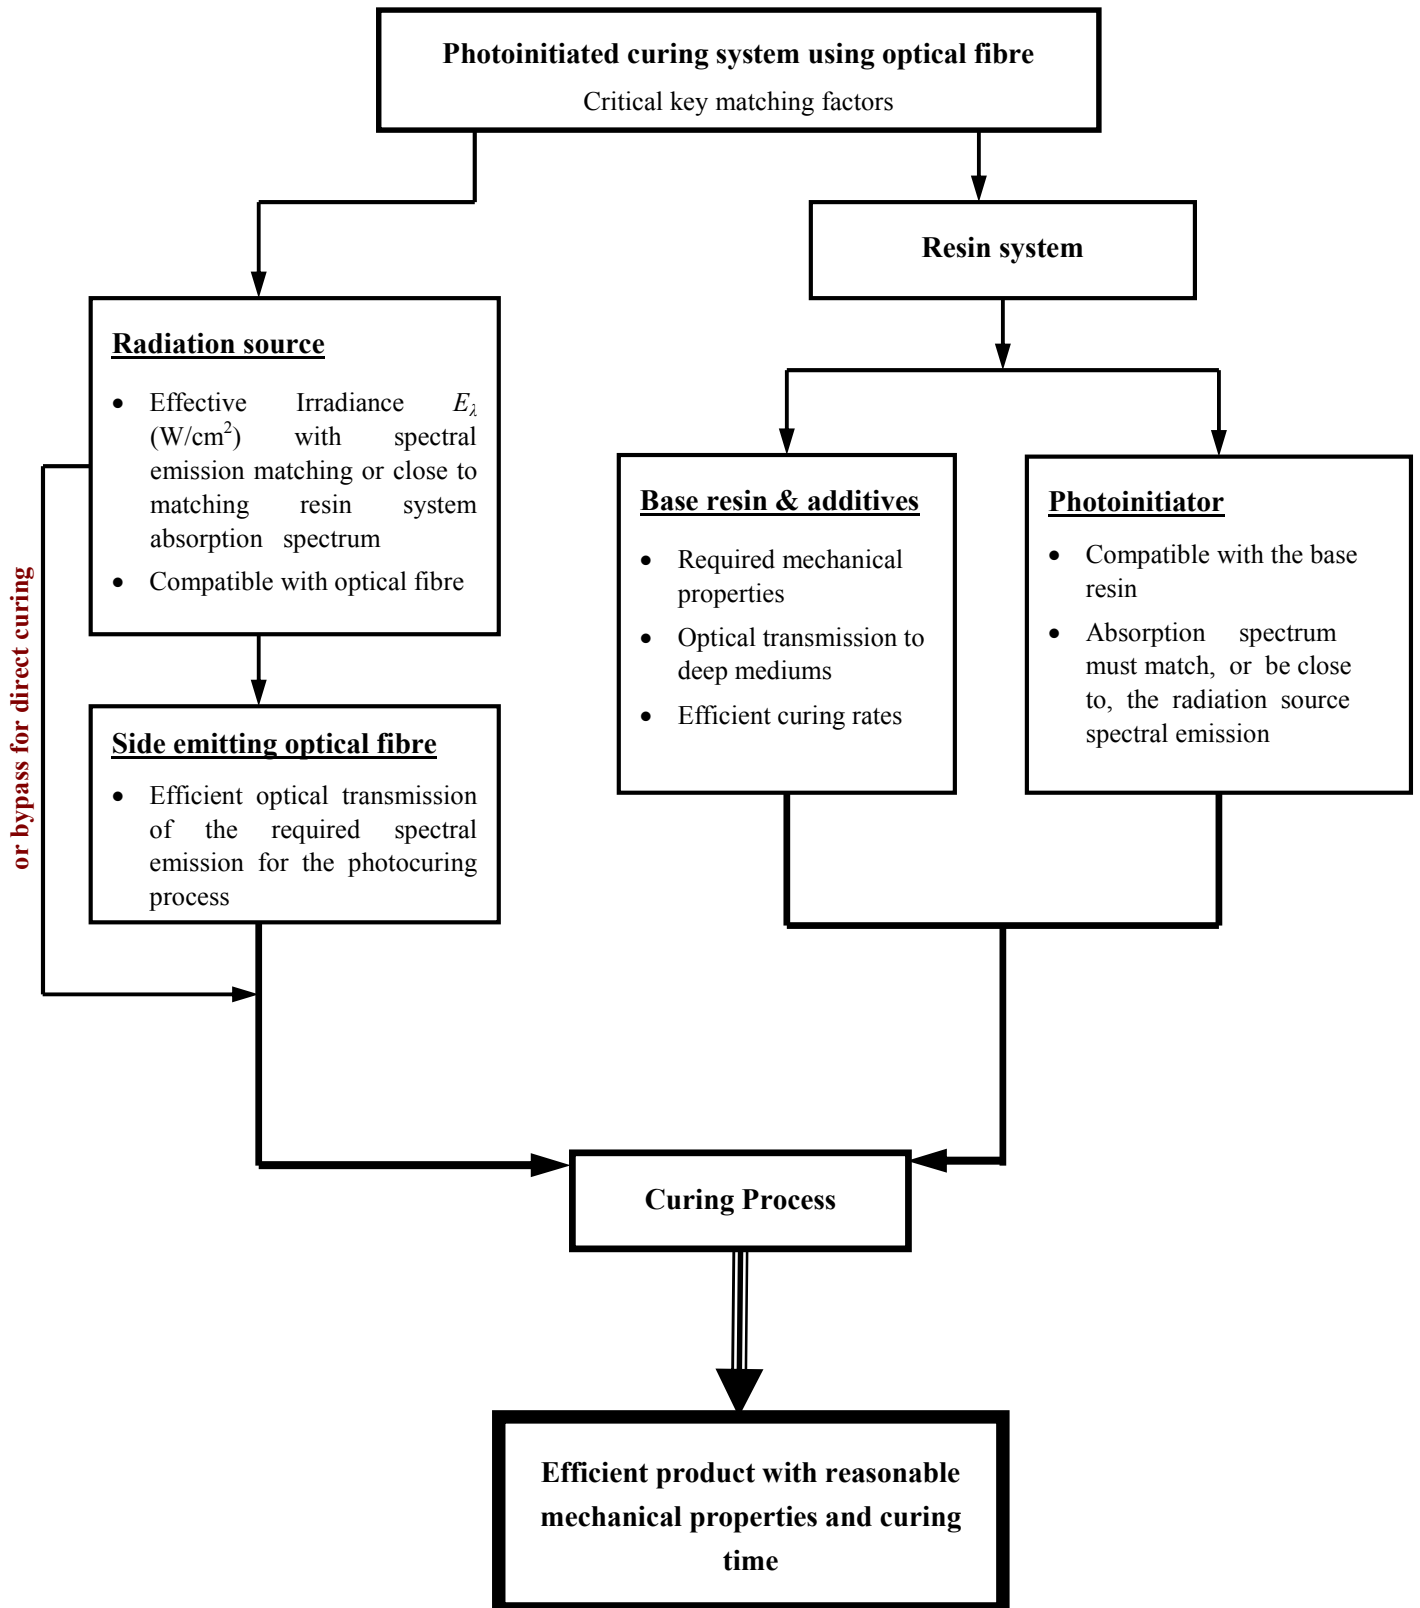 Photoinitiated curing system using optical fibre
Critical key matching factors
Resin system
Radiation source
• Effective Irradiance E_λ
(W/cm²) with spectral
emission matching or close to
matching resin system
absorption spectrum
• Compatible with optical fibre
or bypass for direct curing
Side emitting optical fibre
• Efficient optical transmission
of the required spectral
emission for the photocuring
process
Base resin & additives
• Required mechanical
properties
• Optical transmission to
deep mediums
• Efficient curing rates
Photoinitiator
• Compatible with the base
resin
• Absorption spectrum
must match, or be close
to, the radiation source
spectral emission
Curing Process
Efficient product with reasonable
mechanical properties and curing
time